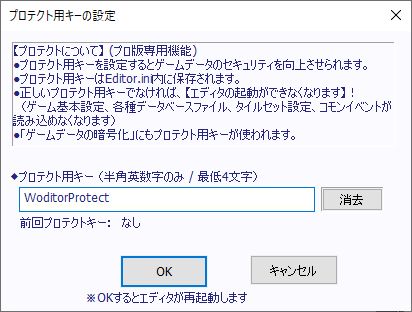 プロテクト用キーの設定
【プロテクトについて】 (プロ版専用機能)
●プロテクト用キーを設定するとゲームデータのセキュリティを向上させられます。
●プロテクト用キーはEditor.ini内に保存されます。
●正しいプロテクト用キーでなければ、【エディタの起動ができなくなります】！
（ゲーム基本設定、各種データベースファイル、タイルセット設定、コモンイベントが
読み込めなくなります）
●「ゲームデータの暗号化」にもプロテクト用キーが使われます。
◆プロテクト用キー （半角英数字のみ / 最低4文字）
WoditorProtect
消去
前回プロテクトキー： なし
OK
キャンセル
※OKするとエディタが再起動します